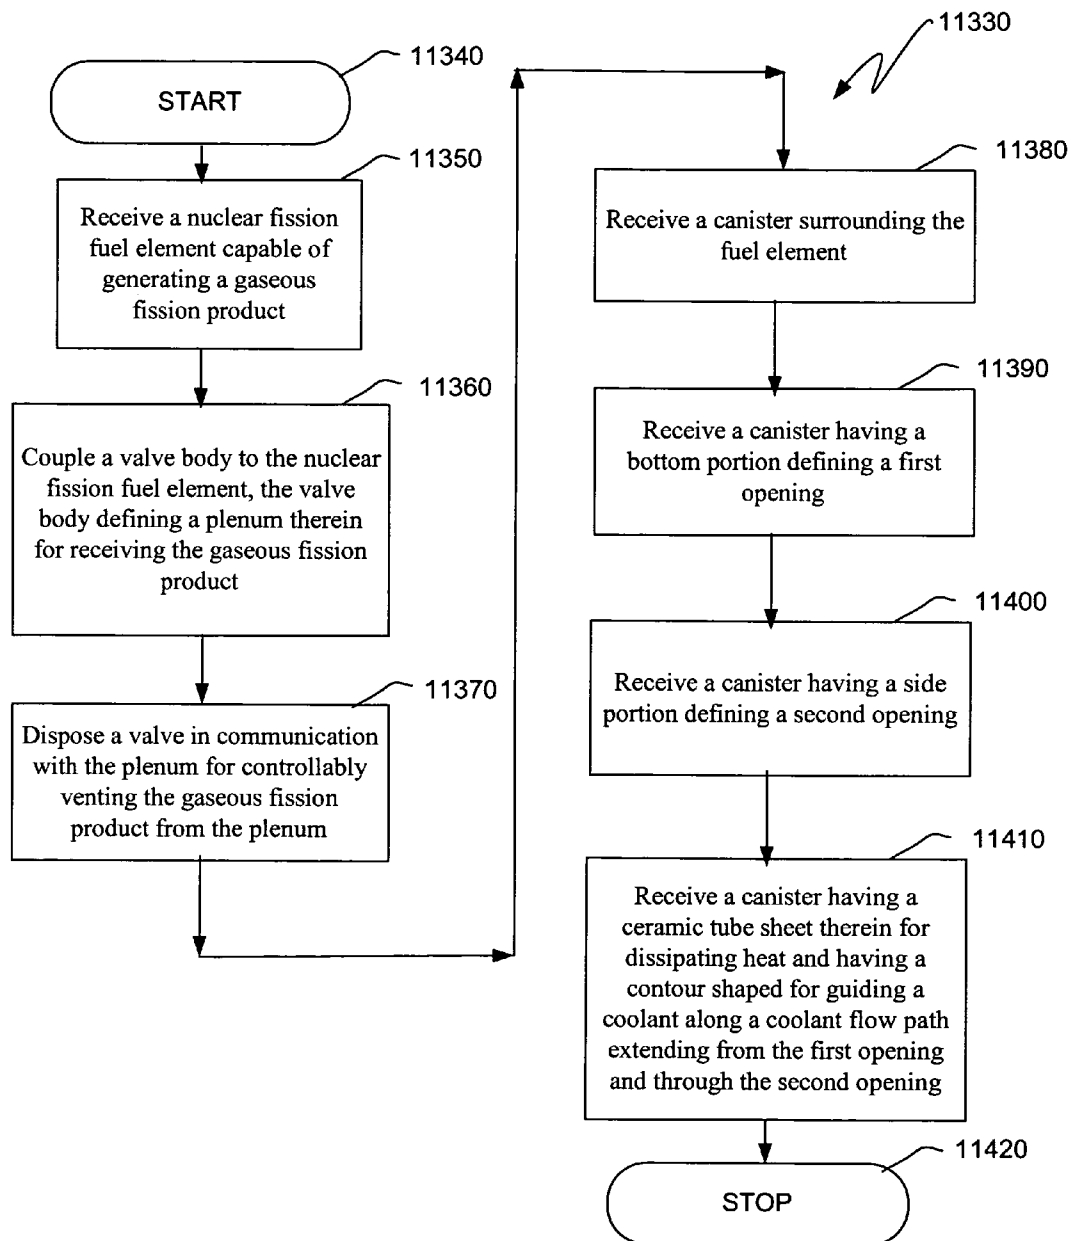 11330
11340
START
11350
Receive a nuclear fission
fuel element capable of
generating a gaseous
fission product
11360
Couple a valve body to the nuclear
fission fuel element, the valve
body defining a plenum therein
for receiving the gaseous fission
product
11370
Dispose a valve in communication
with the plenum for controllably
venting the gaseous fission
product from the plenum
11380
Receive a canister surrounding the
fuel element
11390
Receive a canister having a
bottom portion defining a first
opening
11400
Receive a canister having a side
portion defining a second opening
11410
Receive a canister having a
ceramic tube sheet therein for
dissipating heat and having a
contour shaped for guiding a
coolant along a coolant flow path
extending from the first opening
and through the second opening
11420
STOP